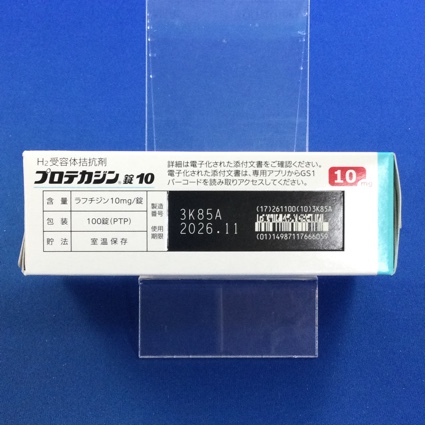 H₂受容体拮抗剤
プロテカジン®錠10
含量 ラフチジン10mg/錠
包装 100錠(PTP)
貯法 室温保存
製造番号 3K85A
使用期限 2026.11
詳細は電子化された添付文書をご確認ください。
電子化された添付文書は、専用アプリからGS1
バーコードを読み取りアクセスしてください。
10mg
(17)261100(10)3K85A
(01)14987117666059